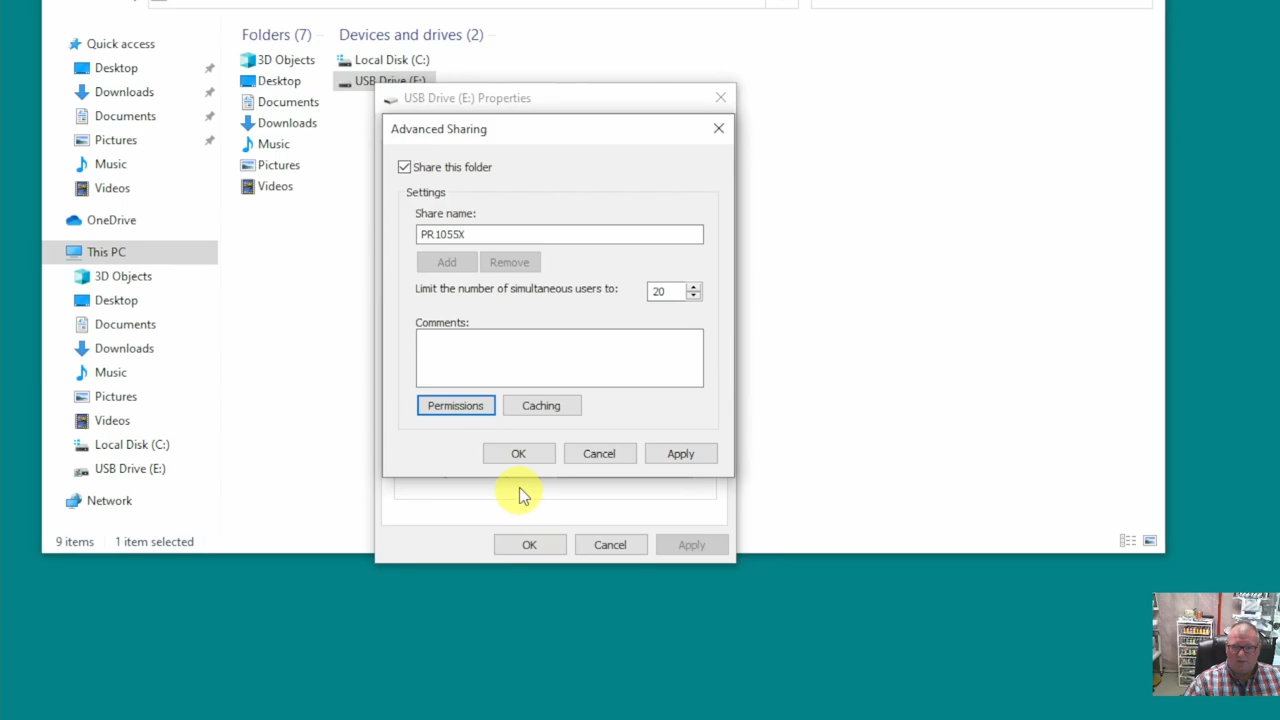 Quick access
Desktop
Downloads
Documents
Pictures
Music
Videos
OneDrive
This PC
3D Objects
Desktop
Documents
Downloads
Music
Pictures
Videos
Local Disk (C:)
USB Drive (E:)
Network
9 items 1 item selected
Folders (7)
3D Objects
Desktop
Documents
Downloads
Music
Pictures
Videos
Devices and drives (2)
Local Disk (C:)
USB Drive (E:)
USB Drive (E:) Properties
Advanced Sharing
Share this folder
Settings
Share name:
PR1055X
Add Remove
Limit the number of simultaneous users to: 20
Comments:
Permissions Caching
OK Cancel Apply
OK Cancel Apply